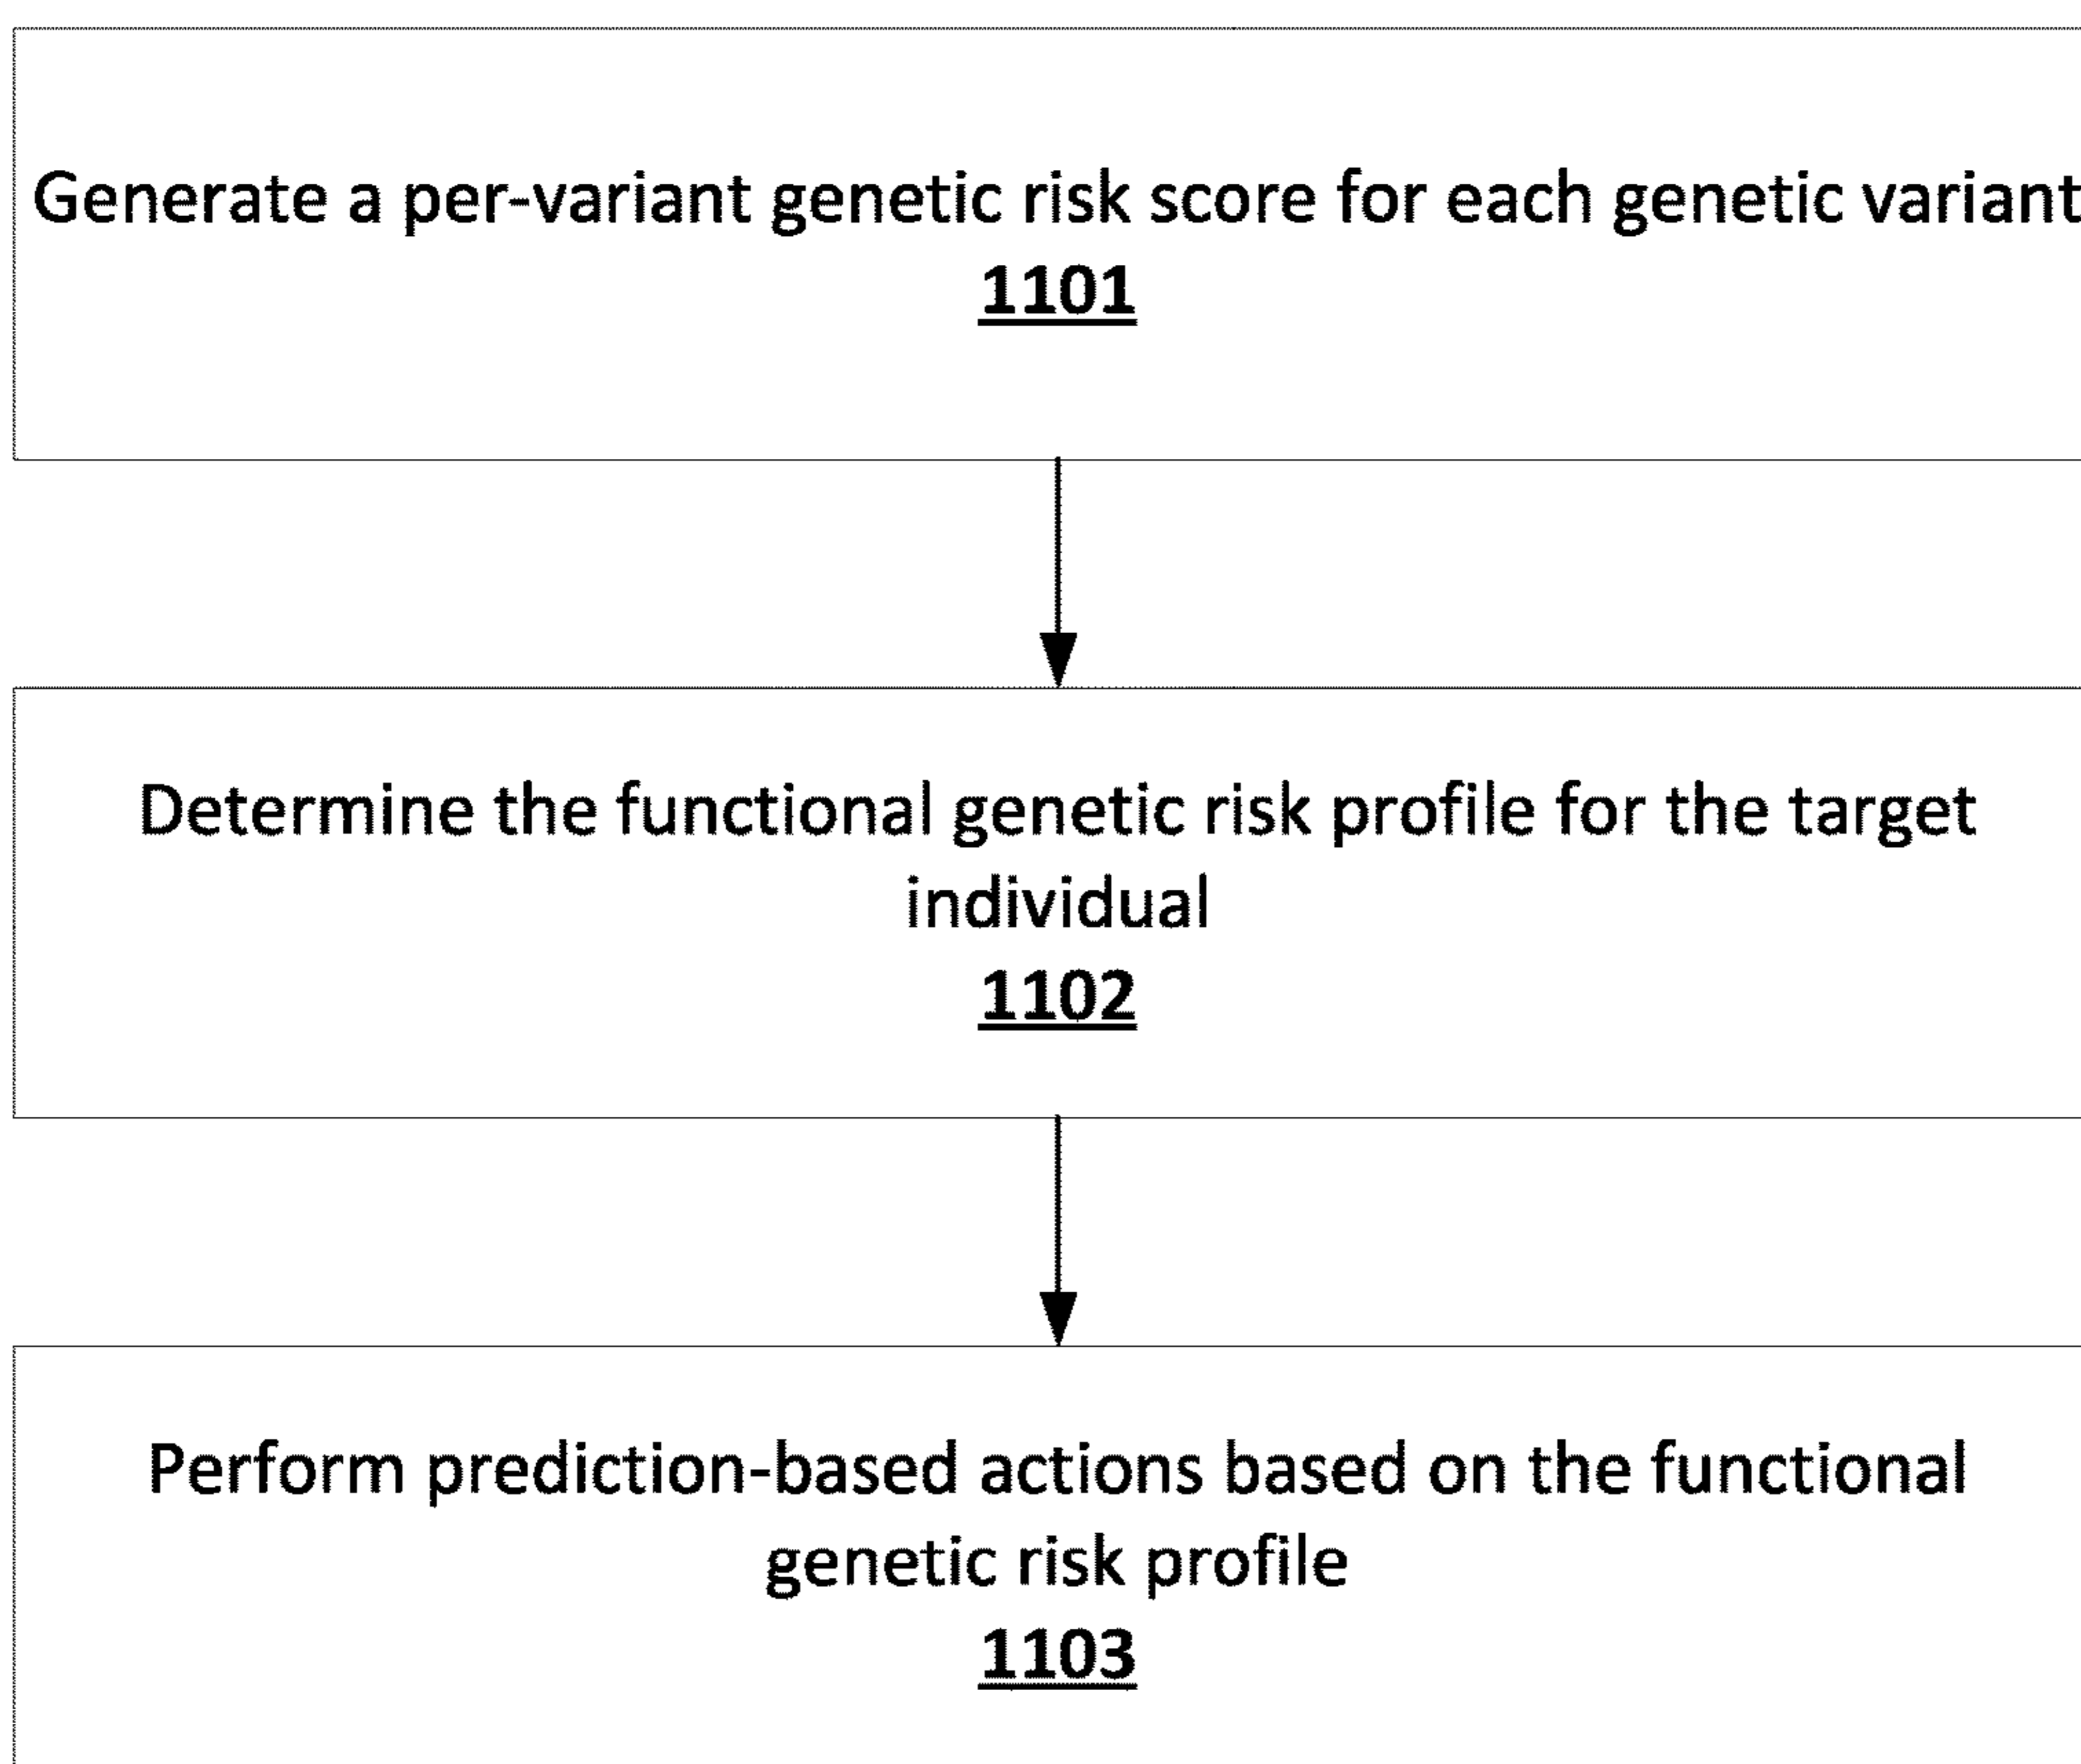 Generate a per-variant genetic risk score for each genetic variant
1101
Determine the functional genetic risk profile for the target
individual
1102
Perform prediction-based actions based on the functional
genetic risk profile
1103